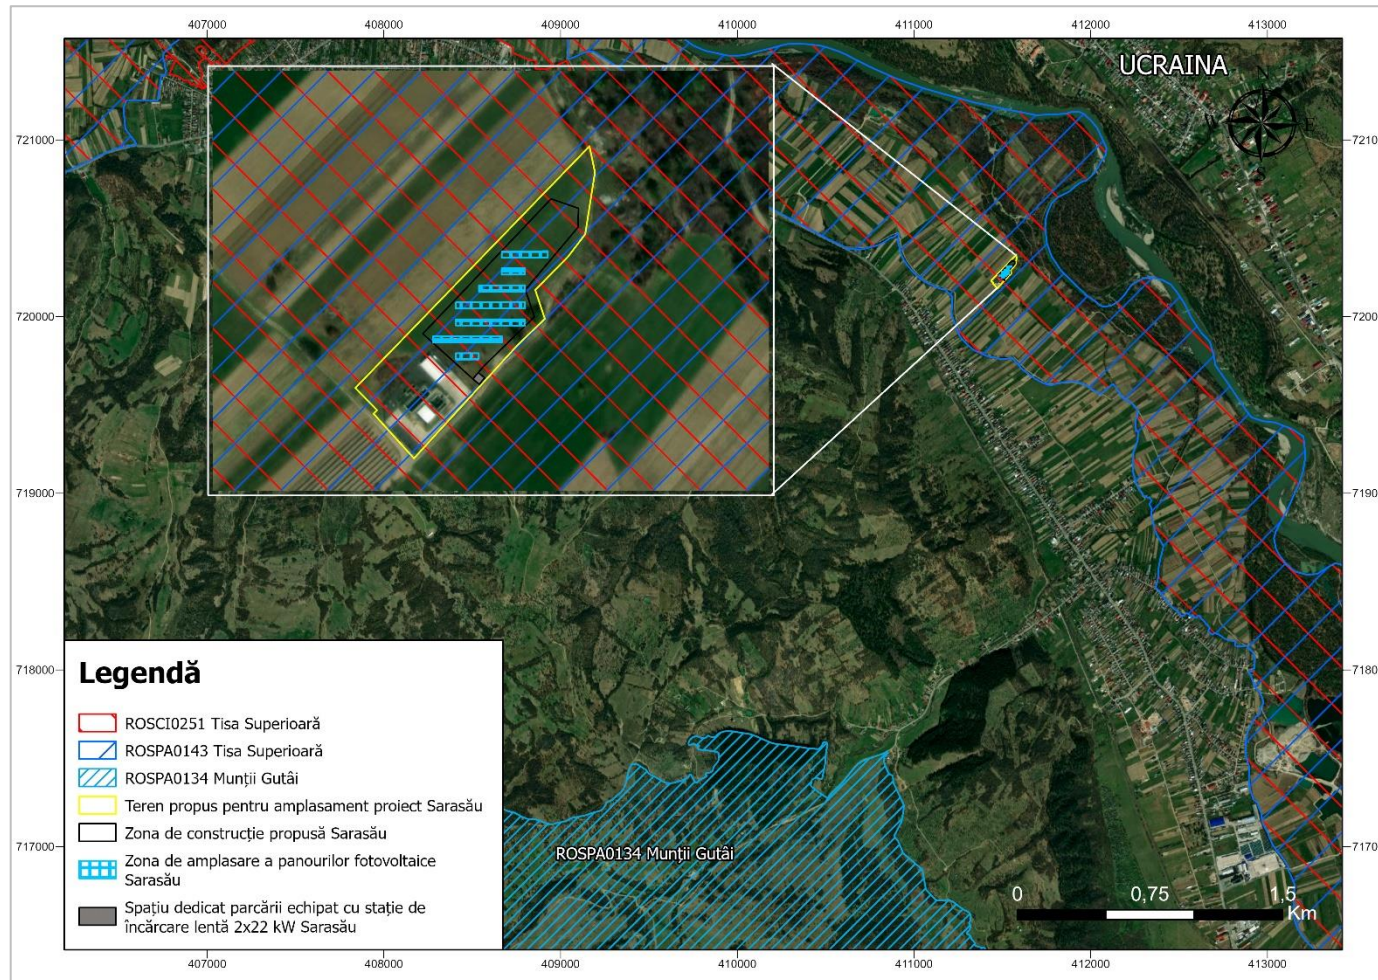 407000 408000 409000 410000 411000 412000 413000
UCRAINA
N
W E
S
721000 7210
720000 7200
719000 7190
718000 7180
717000 7170
Legendă
ROSCI0251 Tisa Superioară
ROSPA0143 Tisa Superioară
ROSPA0134 Munții Gutâi
Teren propus pentru amplasament proiect Sarasău
Zona de construcție propusă Sarasău
Zona de amplasare a panourilor fotovoltaice
Sarasău
Spațiu dedicat parcării echipat cu stație de
încărcare lentă 2x22 kW Sarasău
ROSPA0134 Munții Gutâi
0 0,75 1,5
Km
407000 408000 409000 410000 411000 412000 413000